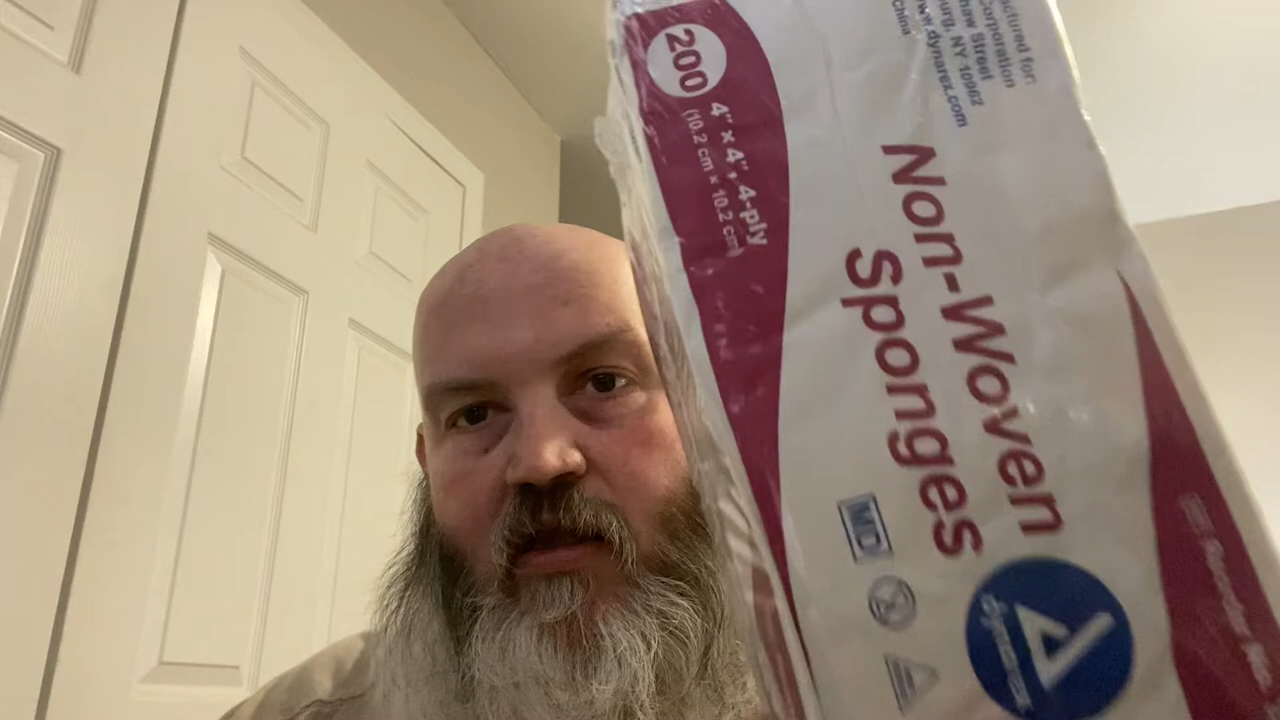 200
4" x 4", 4-ply
(10.2 cm x 10.2 cm)
Non-Woven
Sponges
MD
dynarex
Corporation
Street
NY 10962
www.dynarex.com
China